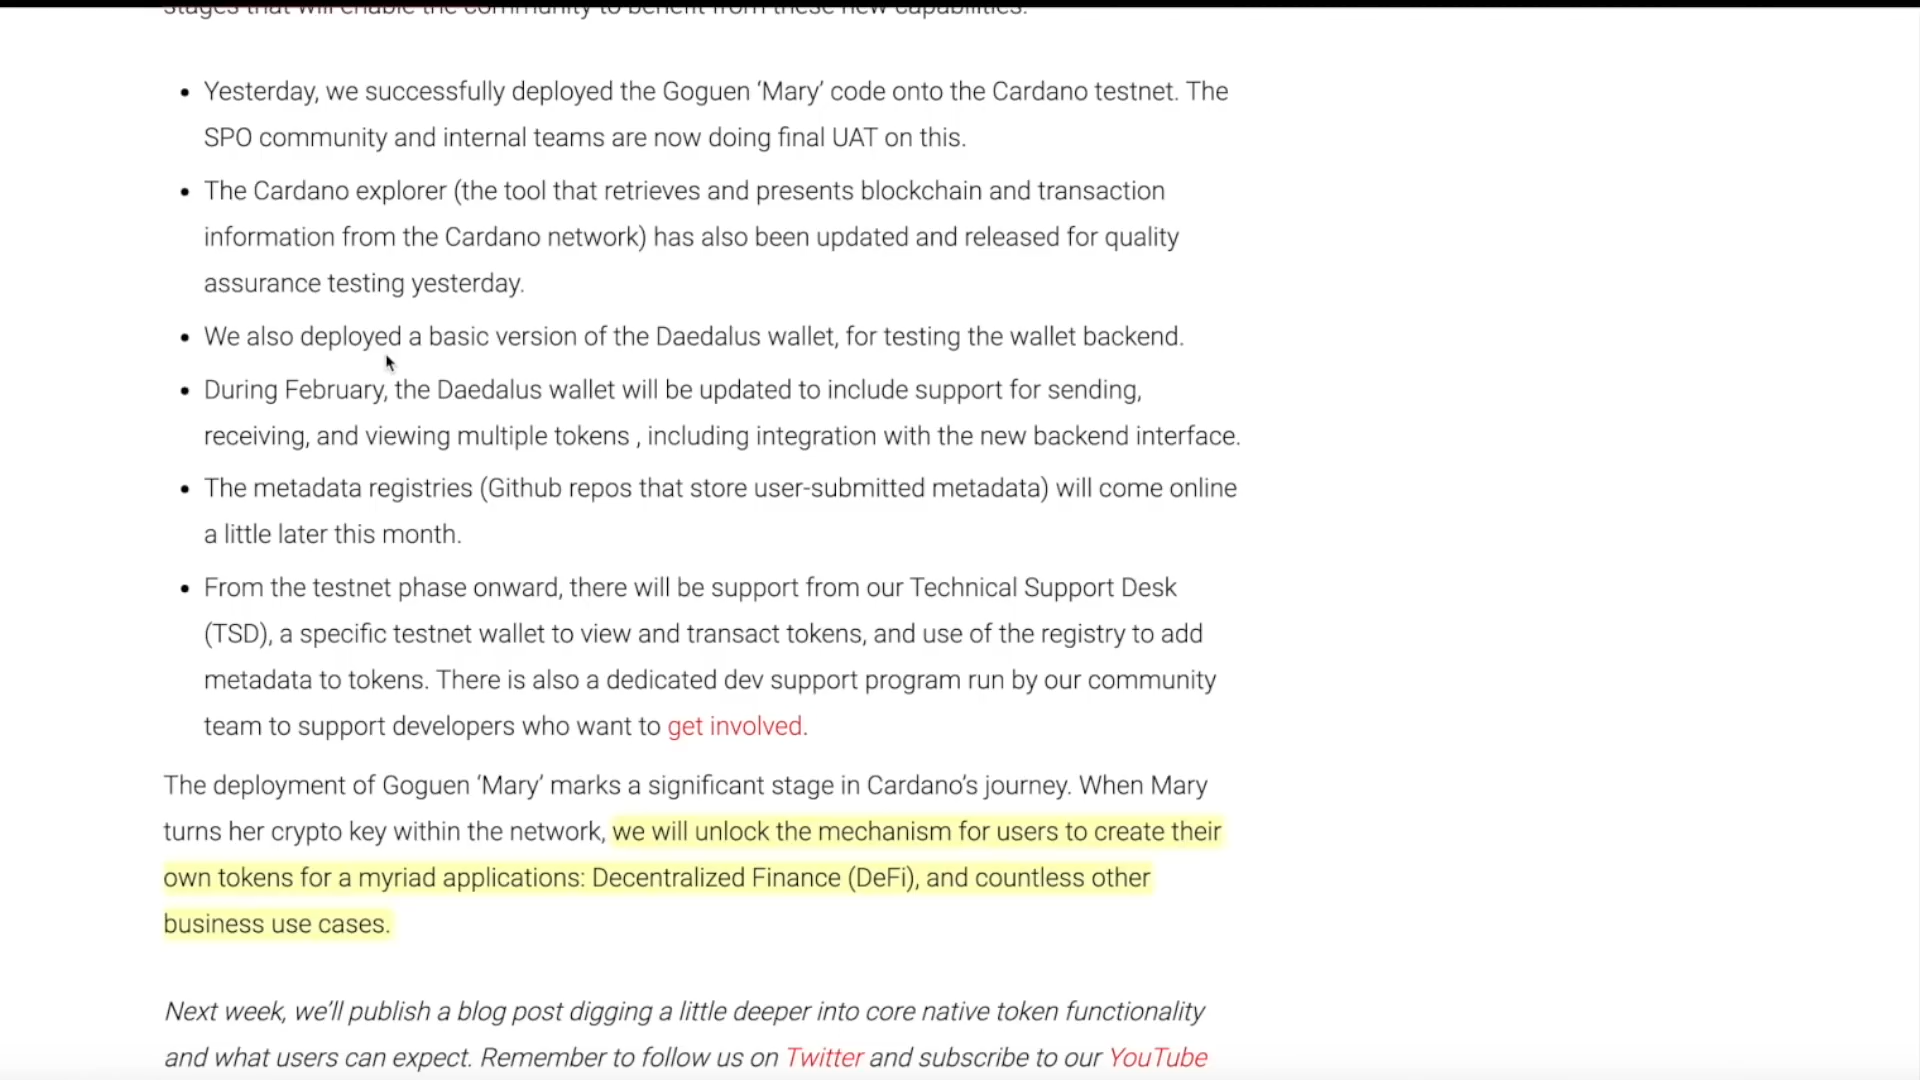 stages that will enable the community to benefit from these new capabilities.
• Yesterday, we successfully deployed the Goguen ‘Mary’ code onto the Cardano testnet. The
SPO community and internal teams are now doing final UAT on this.
• The Cardano explorer (the tool that retrieves and presents blockchain and transaction
information from the Cardano network) has also been updated and released for quality
assurance testing yesterday.
• We also deployed a basic version of the Daedalus wallet, for testing the wallet backend.
• During February, the Daedalus wallet will be updated to include support for sending,
receiving, and viewing multiple tokens , including integration with the new backend interface.
• The metadata registries (Github repos that store user-submitted metadata) will come online
a little later this month.
• From the testnet phase onward, there will be support from our Technical Support Desk
(TSD), a specific testnet wallet to view and transact tokens, and use of the registry to add
metadata to tokens. There is also a dedicated dev support program run by our community
team to support developers who want to get involved.
The deployment of Goguen ‘Mary’ marks a significant stage in Cardano’s journey. When Mary
turns her crypto key within the network, we will unlock the mechanism for users to create their
own tokens for a myriad applications: Decentralized Finance (DeFi), and countless other
business use cases.
Next week, we’ll publish a blog post digging a little deeper into core native token functionality
and what users can expect. Remember to follow us on Twitter and subscribe to our YouTube